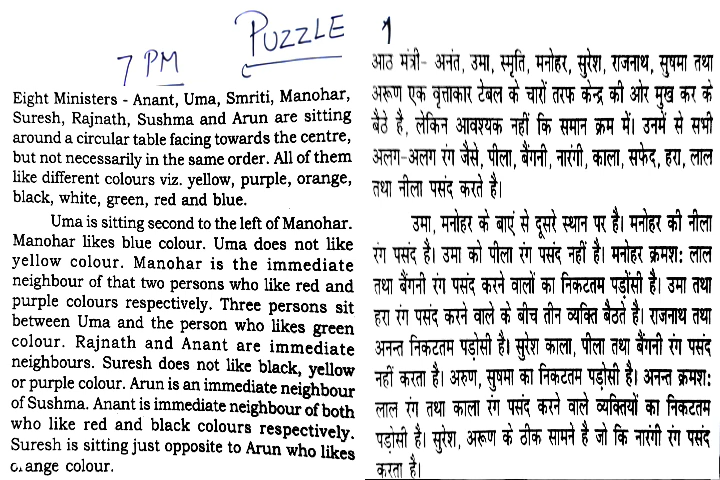 PUZZLE 1
7 PM
Eight Ministers - Anant, Uma, Smriti, Manohar,
Suresh, Rajnath, Sushma and Arun are sitting
around a circular table facing towards the centre,
but not necessarily in the same order. All of them
like different colours viz. yellow, purple, orange,
black, white, green, red and blue.
Uma is sitting second to the left of Manohar.
Manohar likes blue colour. Uma does not like
yellow colour. Manohar is the immediate
neighbour of that two persons who like red and
purple colours respectively. Three persons sit
between Uma and the person who likes green
colour. Rajnath and Anant are immediate
neighbours. Suresh does not like black, yellow
or purple colour. Arun is an immediate neighbour
of Sushma. Anant is immediate neighbour of both
who like red and black colours respectively.
Suresh is sitting just opposite to Arun who likes
orange colour.
आठ मंत्री- अनंत, उमा, स्मृति, मनोहर, सुरेश, राजनाथ, सुषमा तथा
अरूण एक वृत्ताकार टेबल के चारों तरफ केन्द्र की ओर मुख कर के
बैठे है, लेकिन आवश्यक नहीं कि समान क्रम में। उनमें से सभी
अलग-अलग रंग जैसे, पीला, बैंगनी, नारंगी, काला, सफेद, हरा, लाल
तथा नीला पसंद करते है।
उमा, मनोहर के बाएं से दूसरे स्थान पर है। मनोहर को नीला
रंग पसंद है। उमा को पीला रंग पसंद नहीं है। मनोहर क्रमश: लाल
तथा बैंगनी रंग पसंद करने वालों का निकटतम पड़ोंसी है। उमा तथा
हरा रंग पसंद करने वाले के बीच तीन व्यक्ति बैठते है। राजनाथ तथा
अनन्त निकटतम पड़ोसी है। सुरेश काला, पीला तथा बैंगनी रंग पसंद
नहीं करता है। अरुण, सुषमा का निकटतम पड़ोसी है। अनन्त क्रमश:
लाल रंग तथा काला रंग पसंद करने वाले व्यक्तियों का निकटतम
पड़ोसी है। सुरेश, अरूण के ठीक सामने है जो कि नारंगी रंग पसंद
करता है।